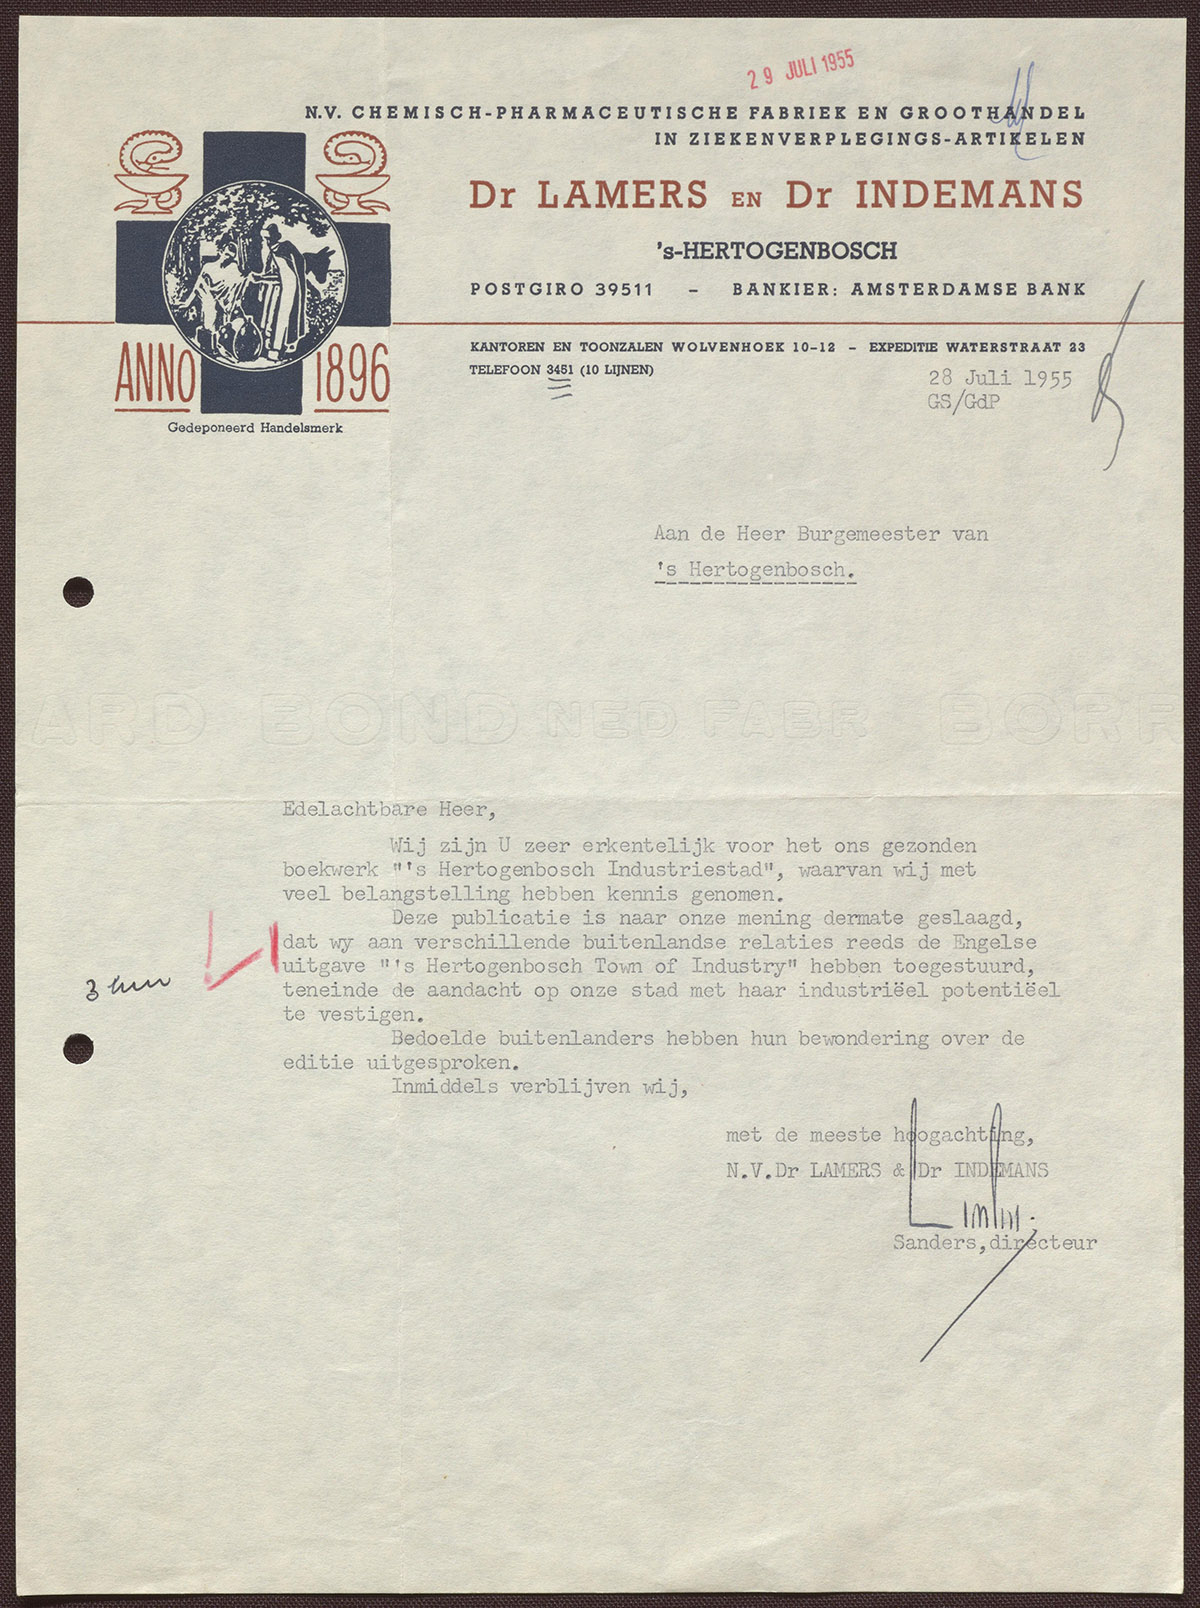 29 JULI 1955
N.V. CHEMISCH-PHARMACEUTISCHE FABRIEK EN GROOTHANDEL
IN ZIEKENVERPLEGINGS-ARTIKELEN
Dr LAMERS EN Dr INDEMANS
's-HERTOGENBOSCH
POSTGIRO 39511 - BANKIER: AMSTERDAMSE BANK
ANNO 1896
Gedeponeerd Handelsmerk
KANTOREN EN TOONZALEN WOLVENHOEK 10-12 - EXPEDITIE WATERSTRAAT 23
TELEFOON 3451 (10 LIJNEN)
28 Juli 1955
GS/GdP
Aan de Heer Burgemeester van
's Hertogenbosch.
ARD BOND NED FABR BORR
Edelachtbare Heer,
Wij zijn U zeer erkentelijk voor het ons gezonden
boekwerk "'s Hertogenbosch Industriestad", waarvan wij met
veel belangstelling hebben kennis genomen.
Deze publicatie is naar onze mening dermate geslaagd,
dat wy aan verschillende buitenlandse relaties reeds de Engelse
uitgave "'s Hertogenbosch Town of Industry" hebben toegestuurd,
teneinde de aandacht op onze stad met haar industriëel potentiëel
te vestigen.
Bedoelde buitenlanders hebben hun bewondering over de
editie uitgesproken.
Inmiddels verblijven wij,
met de meeste hoogachting,
N.V.Dr LAMERS & Dr INDEMANS
Sanders, directeur
3